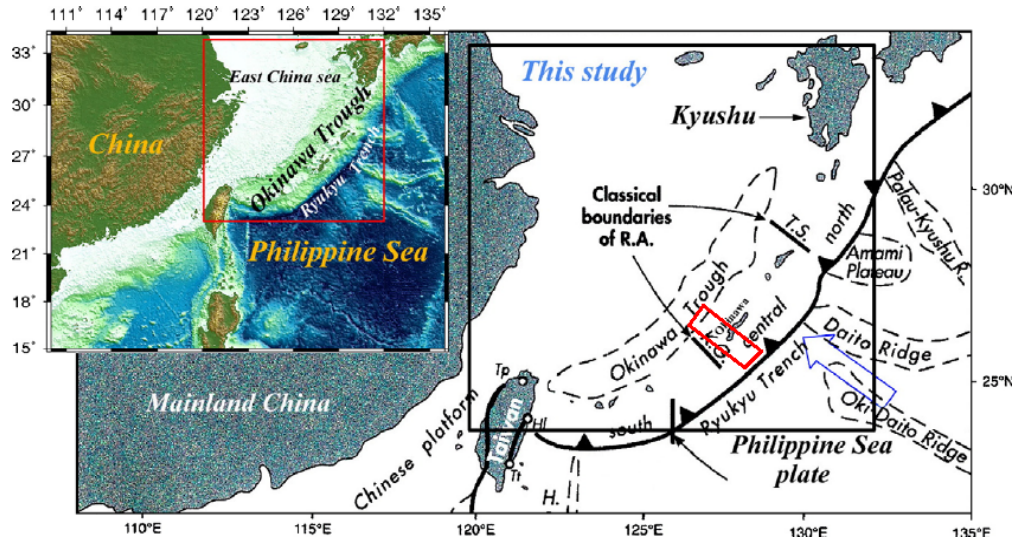 111° 114° 117° 120° 123° 126° 129° 132° 135°
33°
30°
27°
24°
21°
18°
15°
East China sea
China
Okinawa Trough
Ryukyu Trench
Philippine Sea
This study
Kyushu
Classical
boundaries
of R.A.
T.S.
north
Palau-Kyushu R.
Amami
Plateau
30°N
Okinawa Trough
Okinawa
central
Daito Ridge
25°N
Oki-Daito Ridge
Ryukyu Trench
south
Philippine Sea
plate
Mainland China
Chinese platform
Taiwan
Tp
Hl
Tt
H.
110°E 115°E 120°E 125°E 130°E 135°E